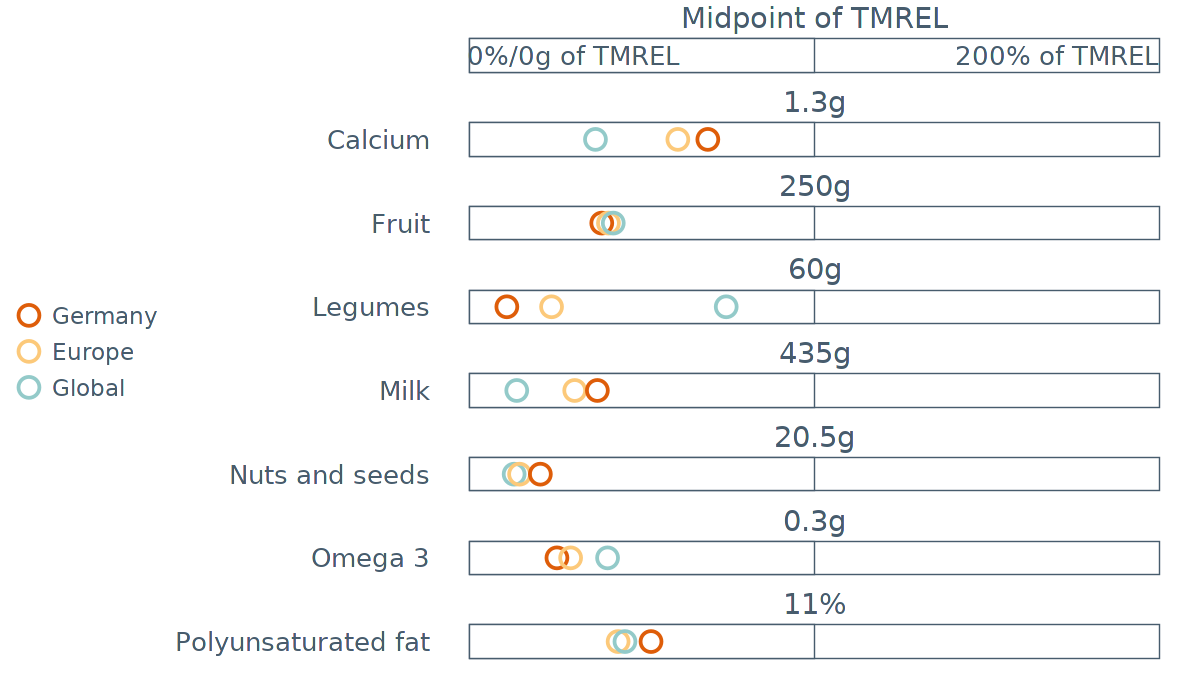 Midpoint of TMREL
0%/0g of TMREL 200% of TMREL
1.3g
Calcium
250g
Fruit
60g
Legumes
435g
Milk
20.5g
Nuts and seeds
0.3g
Omega 3
11%
Polyunsaturated fat
Germany
Europe
Global